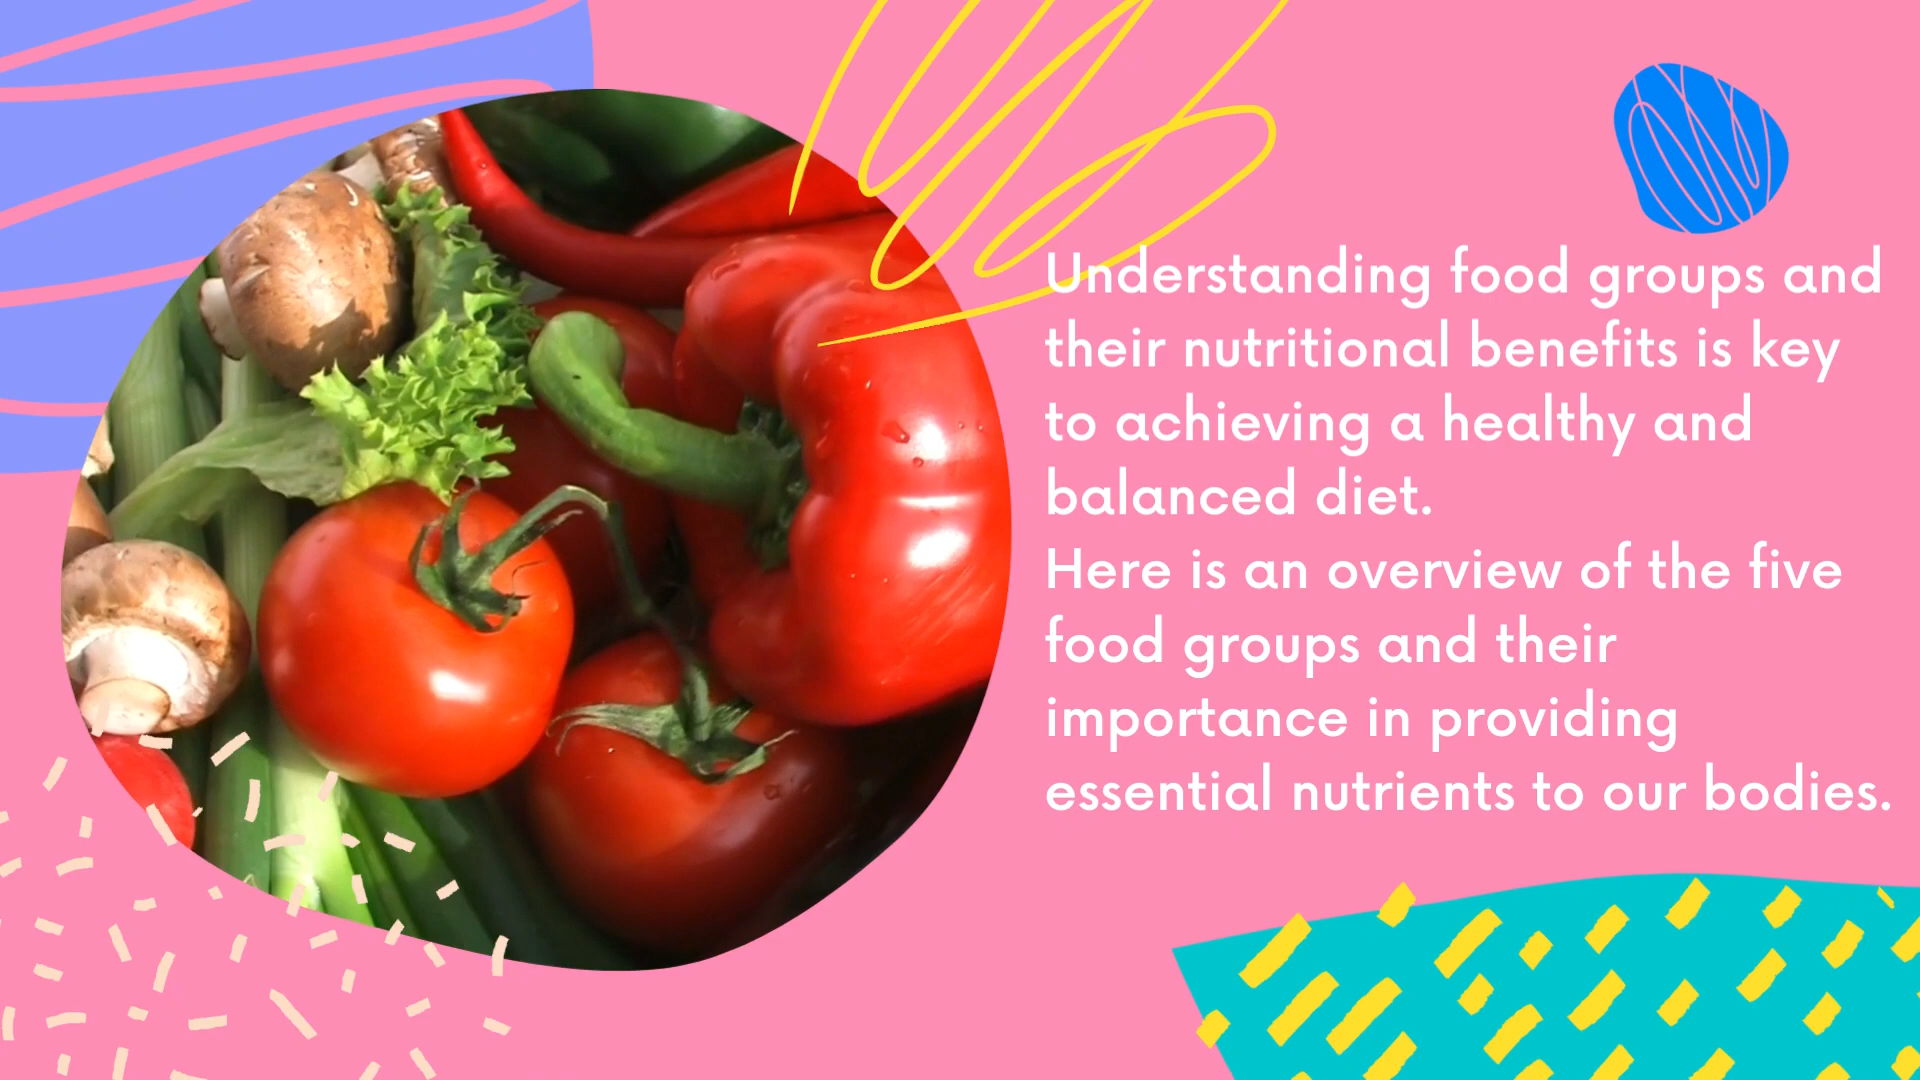 Understanding food groups and
their nutritional benefits is key
to achieving a healthy and
balanced diet.
Here is an overview of the five
food groups and their
importance in providing
essential nutrients to our bodies.